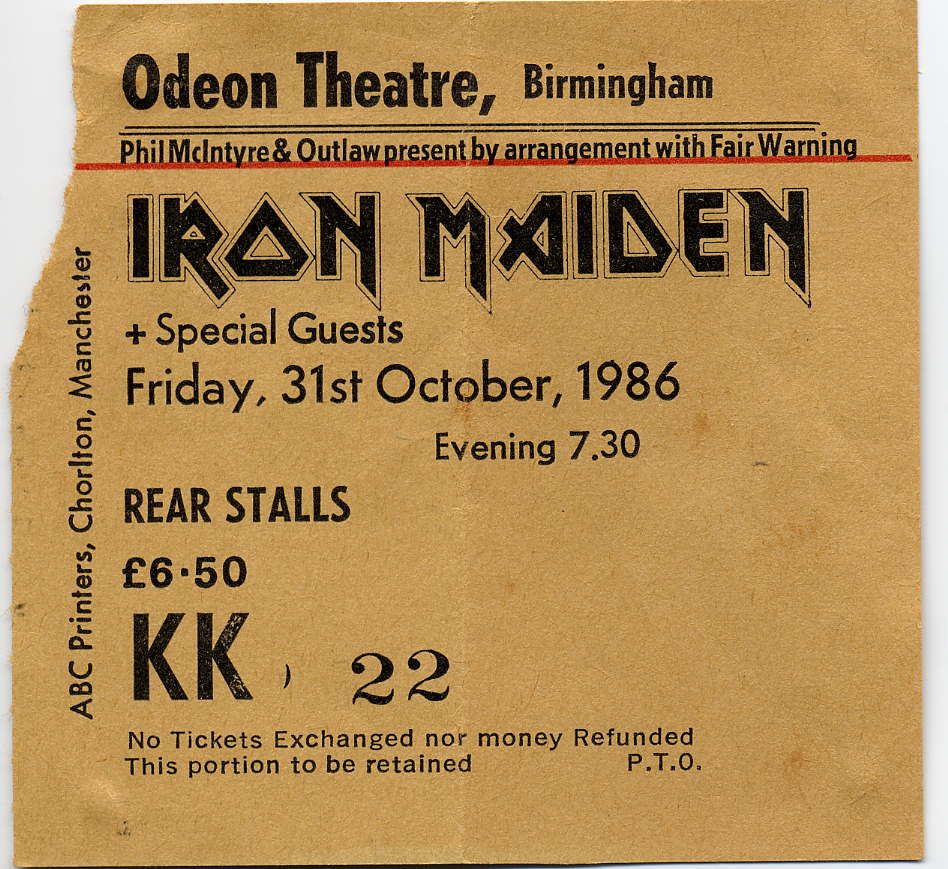 Odeon Theatre, Birmingham
Phil McIntyre & Outlaw present by arrangement with Fair Warning
IRON MAIDEN
+ Special Guests
Friday, 31st October, 1986
Evening 7.30
REAR STALLS
£6·50
KK 22
No Tickets Exchanged nor money Refunded
This portion to be retained P.T.O.
ABC Printers, Chorlton, Manchester